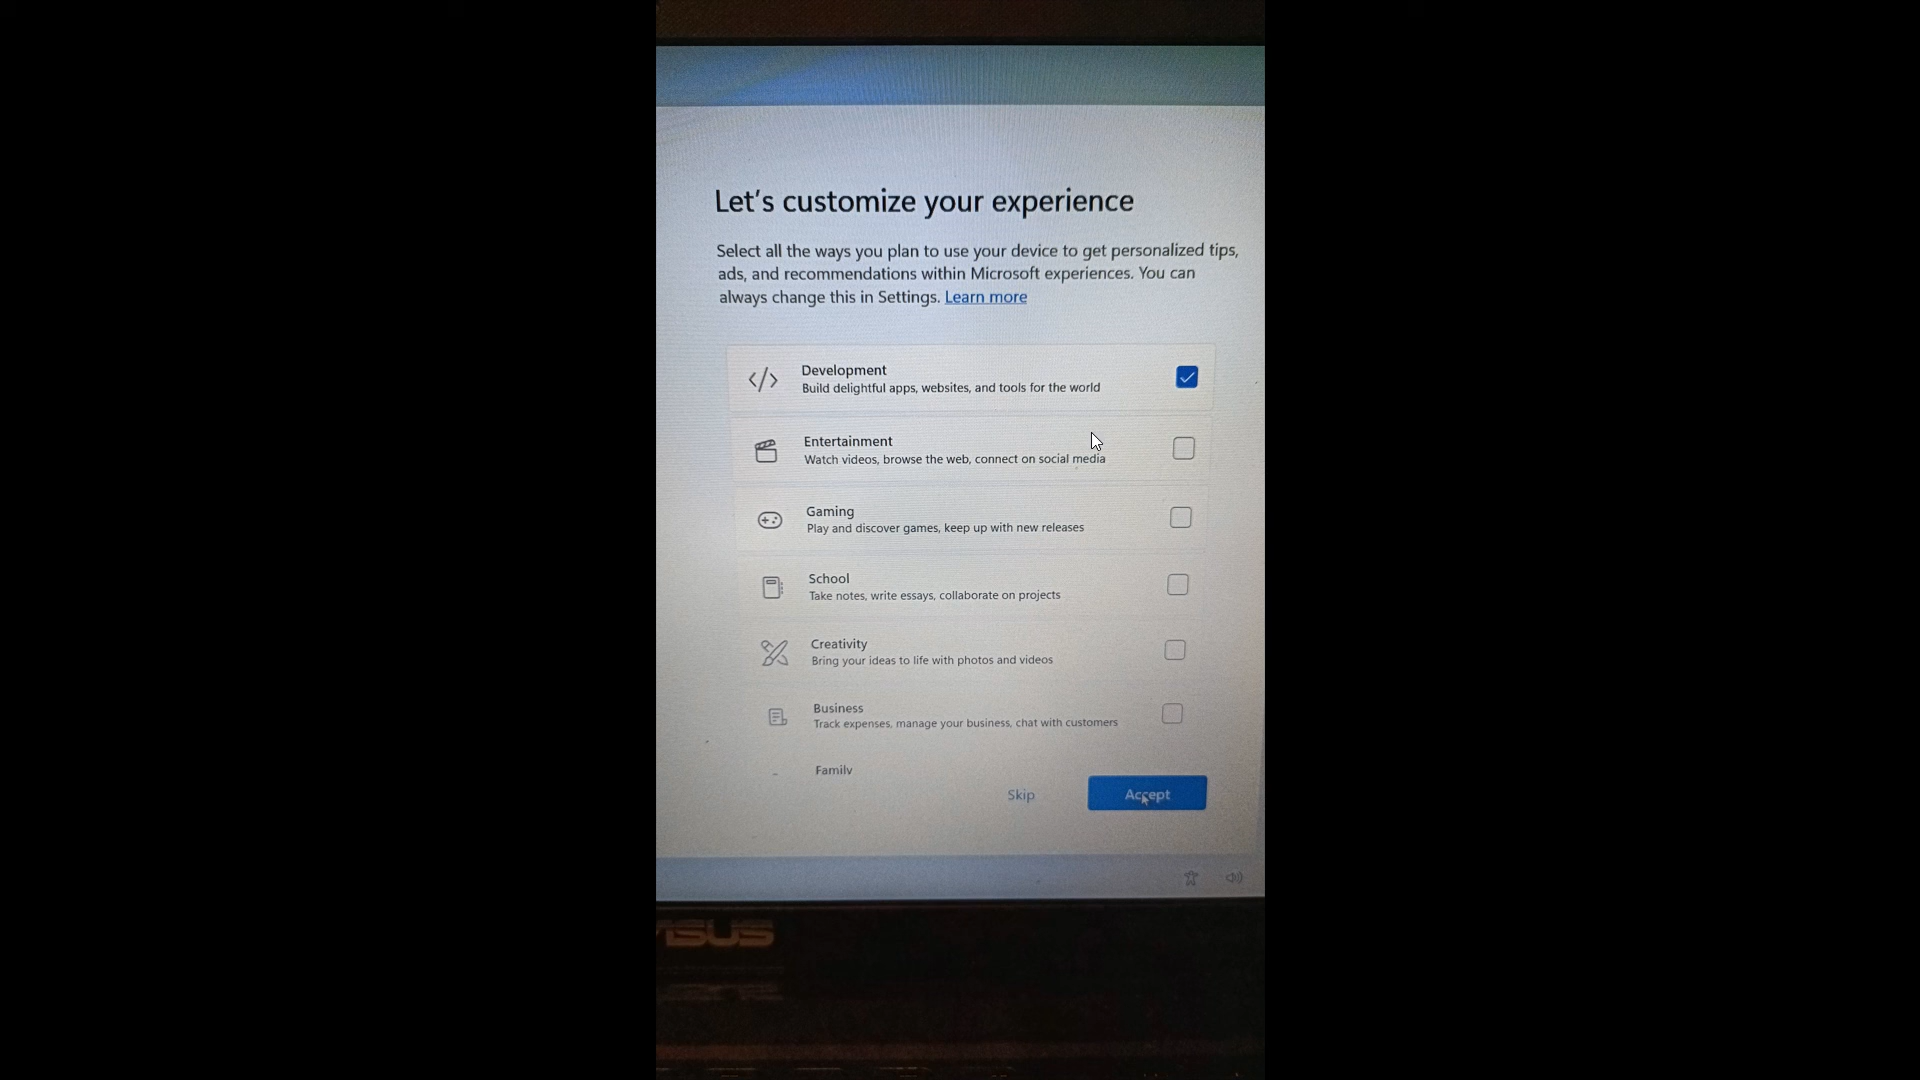 Let's customize your experience
Select all the ways you plan to use your device to get personalized tips,
ads, and recommendations within Microsoft experiences. You can
always change this in Settings. Learn more
Development
Build delightful apps, websites, and tools for the world
Entertainment
Watch videos, browse the web, connect on social media
Gaming
Play and discover games, keep up with new releases
School
Take notes, write essays, collaborate on projects
Creativity
Bring your ideas to life with photos and videos
Business
Track expenses, manage your business, chat with customers
Family
Skip
Accept
ASUS